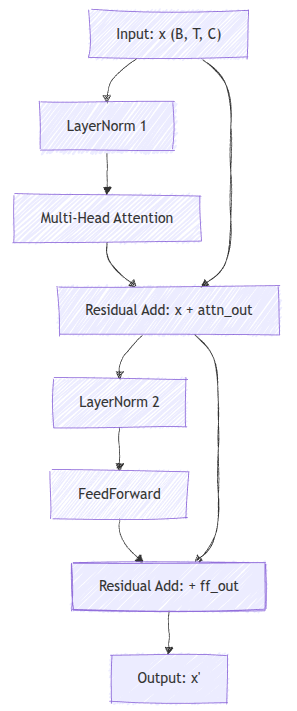 Input: x (B, T, C)
LayerNorm 1
Multi-Head Attention
Residual Add: x + attn_out
LayerNorm 2
FeedForward
Residual Add: + ff_out
Output: x'